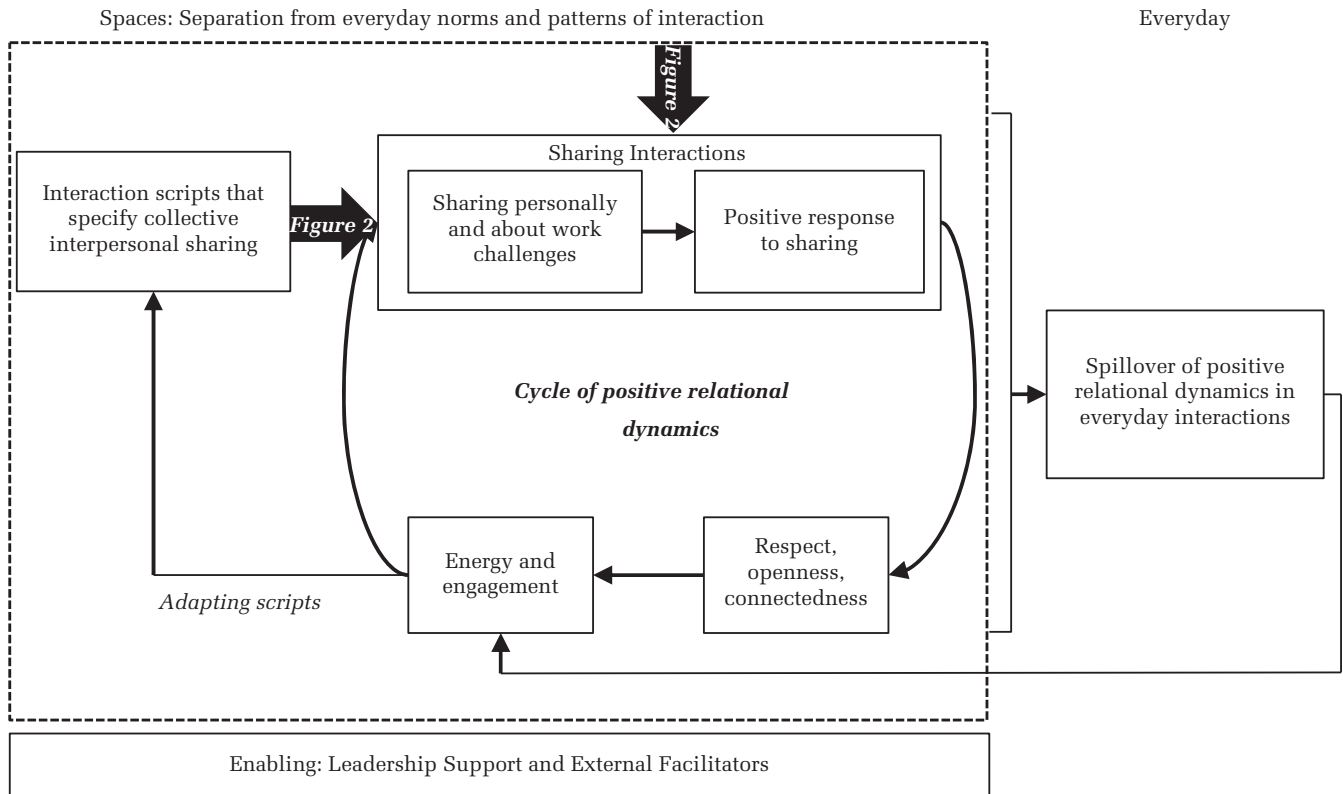 Spaces: Separation from everyday norms and patterns of interaction
Everyday
Figure 2
Sharing Interactions
Interaction scripts that
specify collective
interpersonal sharing
Figure 2
Sharing personally
and about work
challenges
Positive response
to sharing
Cycle of positive relational
dynamics
Spillover of positive
relational dynamics in
everyday interactions
Energy and
engagement
Respect,
openness,
connectedness
Adapting scripts
Enabling: Leadership Support and External Facilitators